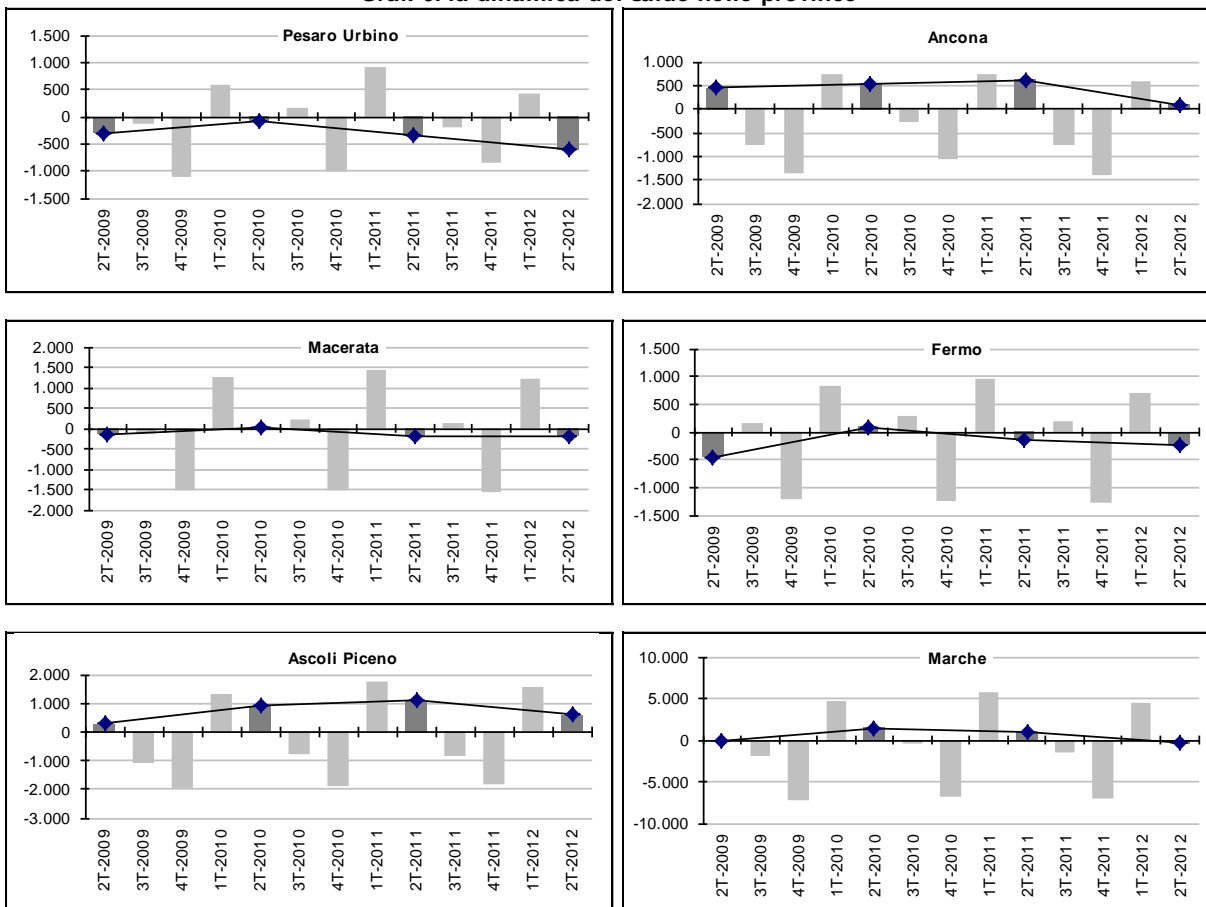 Pesaro Urbino
1.500
1.000
500
0
-500
-1.000
-1.500
2T-2009
3T-2009
4T-2009
1T-2010
2T-2010
3T-2010
4T-2010
1T-2011
2T-2011
3T-2011
4T-2011
1T-2012
2T-2012
Ancona
1.000
500
0
-500
-1.000
-1.500
-2.000
2T-2009
3T-2009
4T-2009
1T-2010
2T-2010
3T-2010
4T-2010
1T-2011
2T-2011
3T-2011
4T-2011
1T-2012
2T-2012
Macerata
2.000
1.500
1.000
500
0
-500
-1.000
-1.500
-2.000
2T-2009
3T-2009
4T-2009
1T-2010
2T-2010
3T-2010
4T-2010
1T-2011
2T-2011
3T-2011
4T-2011
1T-2012
2T-2012
Fermo
1.500
1.000
500
0
-500
-1.000
-1.500
2T-2009
3T-2009
4T-2009
1T-2010
2T-2010
3T-2010
4T-2010
1T-2011
2T-2011
3T-2011
4T-2011
1T-2012
2T-2012
Ascoli Piceno
2.000
1.000
0
-1.000
-2.000
-3.000
2T-2009
3T-2009
4T-2009
1T-2010
2T-2010
3T-2010
4T-2010
1T-2011
2T-2011
3T-2011
4T-2011
1T-2012
2T-2012
Marche
10.000
5.000
0
-5.000
-10.000
2T-2009
3T-2009
4T-2009
1T-2010
2T-2010
3T-2010
4T-2010
1T-2011
2T-2011
3T-2011
4T-2011
1T-2012
2T-2012